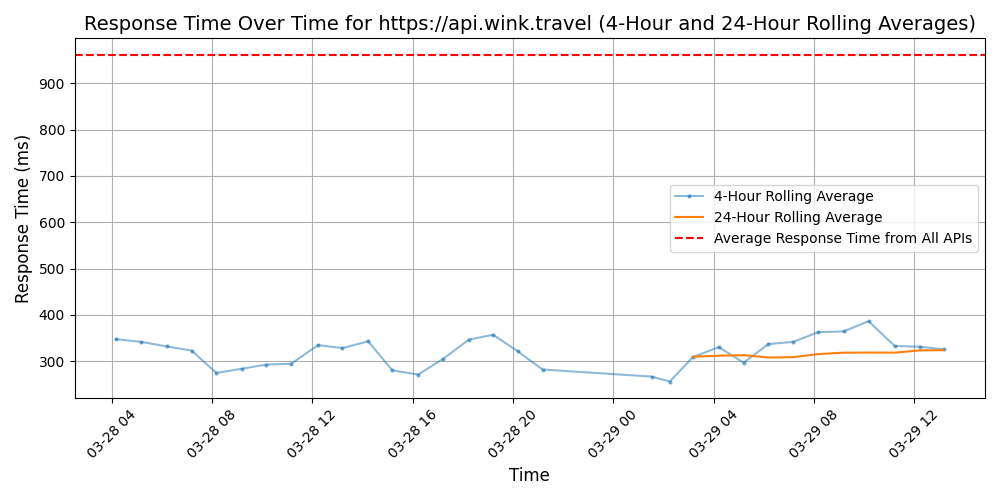 Response Time Over Time for https://api.wink.travel (4-Hour and 24-Hour Rolling Averages)
Response Time (ms)
900
800
700
600
500
400
300
4-Hour Rolling Average
24-Hour Rolling Average
Average Response Time from All APIs
03-28 04
03-28 08
03-28 12
03-28 16
03-28 20
03-29 00
03-29 04
03-29 08
03-29 12
Time